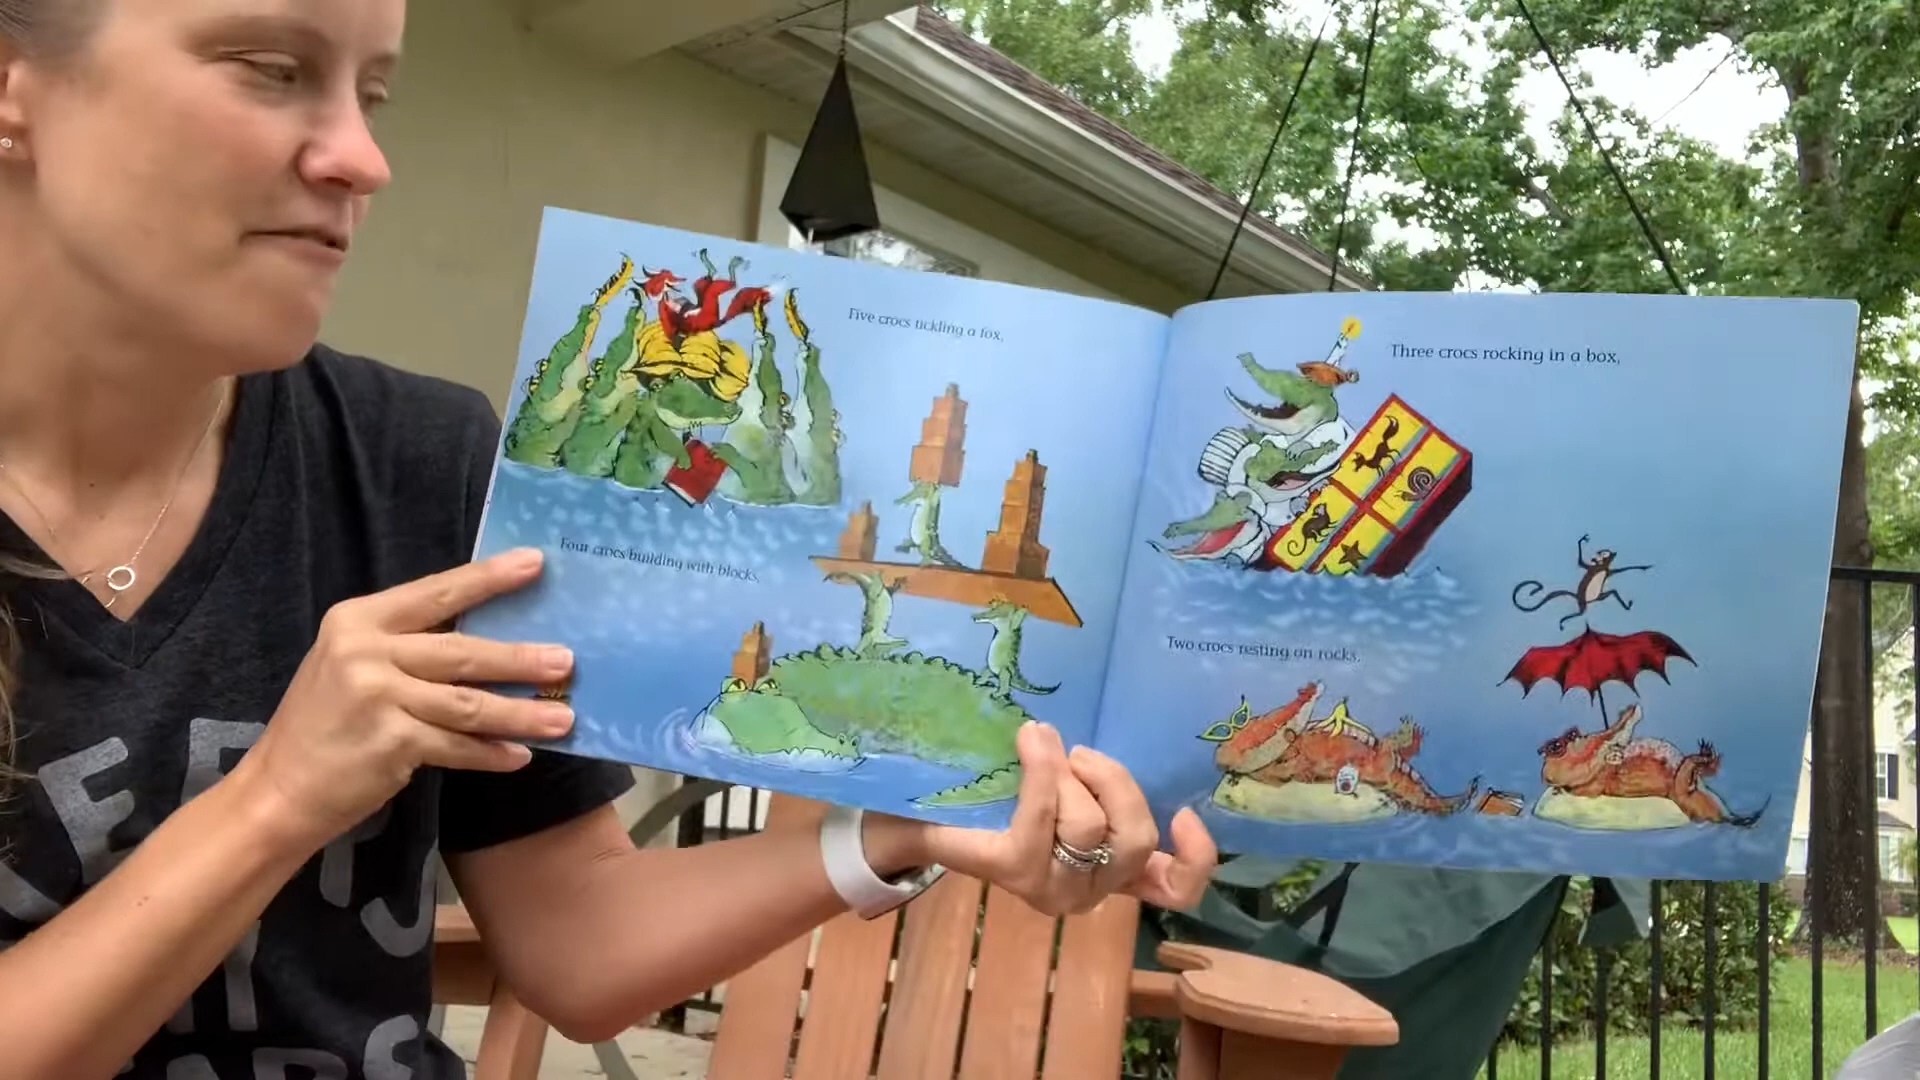 Five crocs tickling a fox,
Four crocs building with blocks,
Three crocs rocking in a box,
Two crocs resting on rocks,